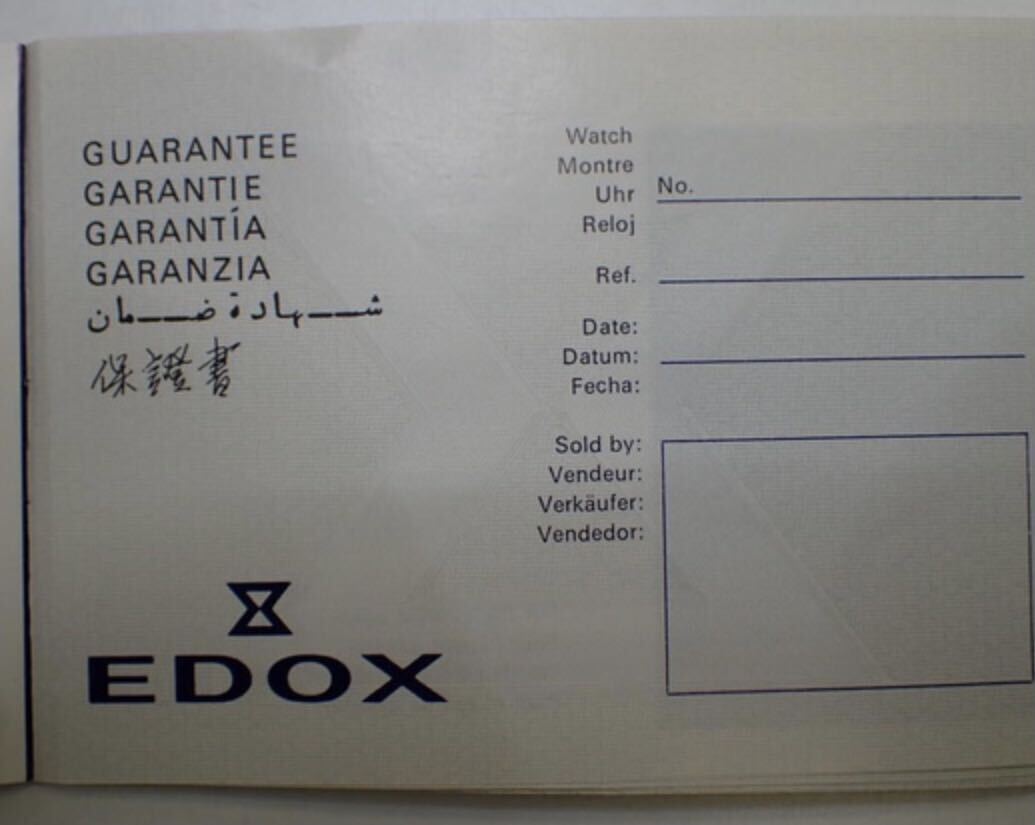 GUARANTEE
GARANTIE
GARANTÍA
GARANZIA
شهادة ضمان
保證書
EDOX
Watch
Montre
Uhr
Reloj
No.
Ref.
Date:
Datum:
Fecha:
Sold by:
Vendeur:
Verkäufer:
Vendedor: